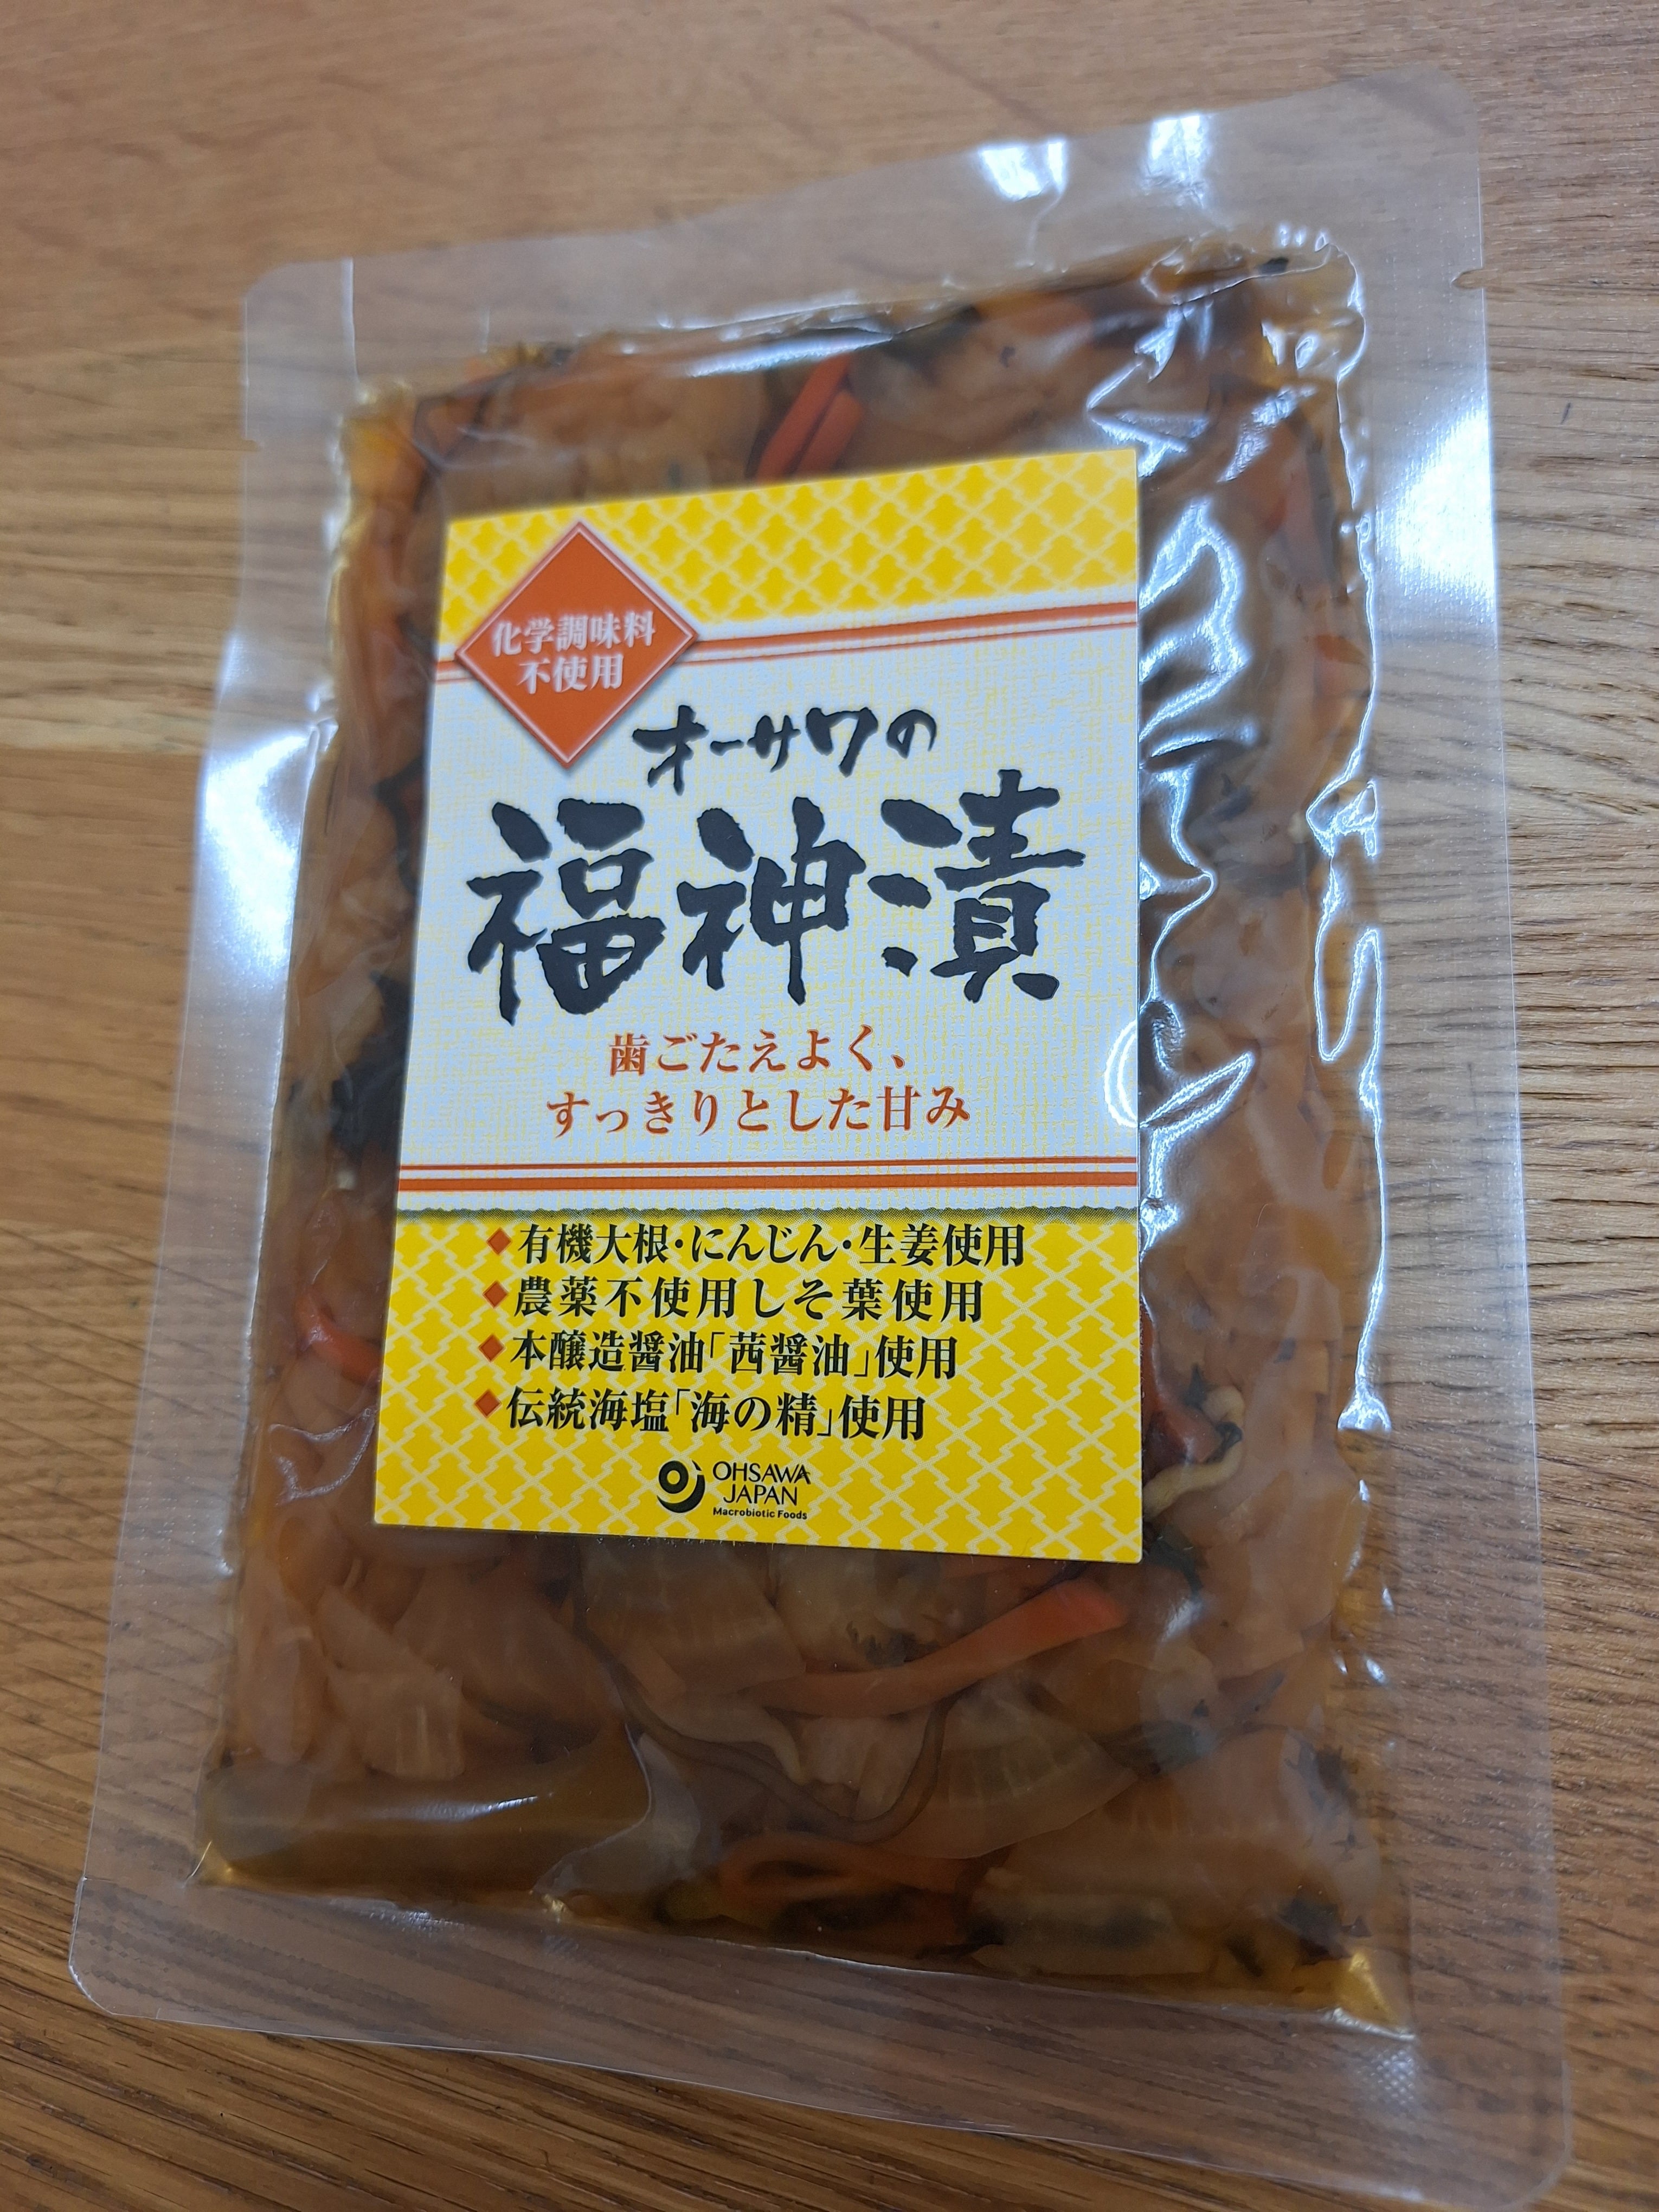 化学調味料
不使用
オーサワの
福神漬
歯ごたえよく、
すっきりとした甘み
◆有機大根・にんじん・生姜使用
◆農薬不使用しそ葉使用
◆本醸造醤油「茜醤油」使用
◆伝統海塩「海の精」使用
OHSAWA
JAPAN
Macrobiotic Foods